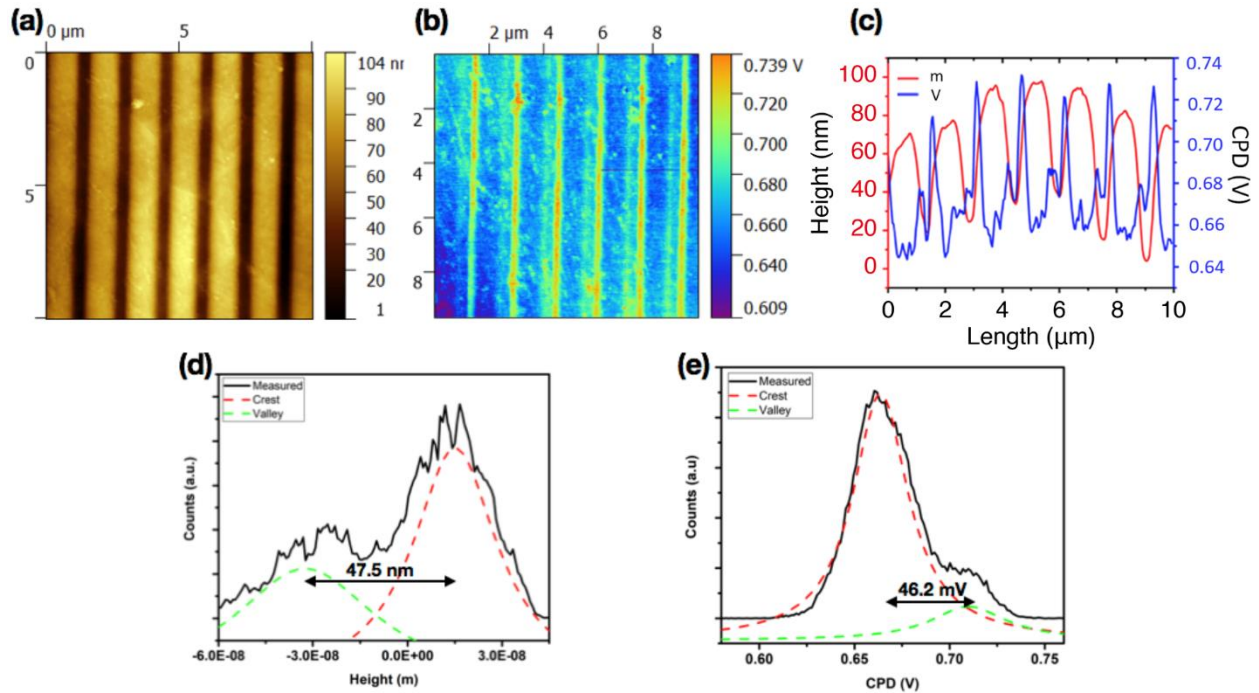 (a)
0 µm 5
0
5
104 nr
90
80
70
60
50
40
30
20
1
(b)
2 µm 4 6 8
2
4
6
8
0.739 V
0.720
0.700
0.680
0.660
0.640
0.609
(c)
m
V
Height (nm)
100
80
60
40
20
0
0.74
0.72
0.70
0.68
0.66
0.64
CPD (V)
0 2 4 6 8 10
Length (µm)
(d)
Measured
Crest
Valley
Counts (a.u.)
47.5 nm
-6.0E-08 -3.0E-08 0.0E+00 3.0E-08
Height (m)
(e)
Measured
Crest
Valley
Counts (a.u)
46.2 mV
0.60 0.65 0.70 0.75
CPD (V)